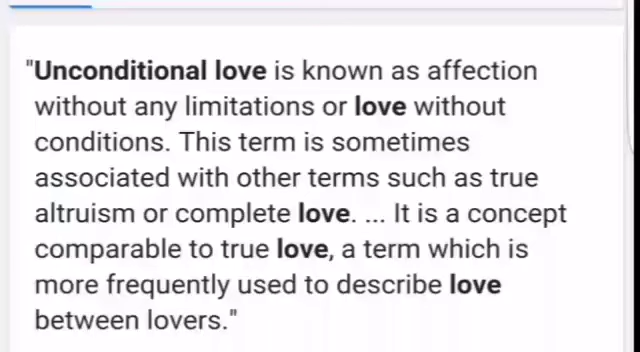 "Unconditional love is known as affection
without any limitations or love without
conditions. This term is sometimes
associated with other terms such as true
altruism or complete love. ... It is a concept
comparable to true love, a term which is
more frequently used to describe love
between lovers."